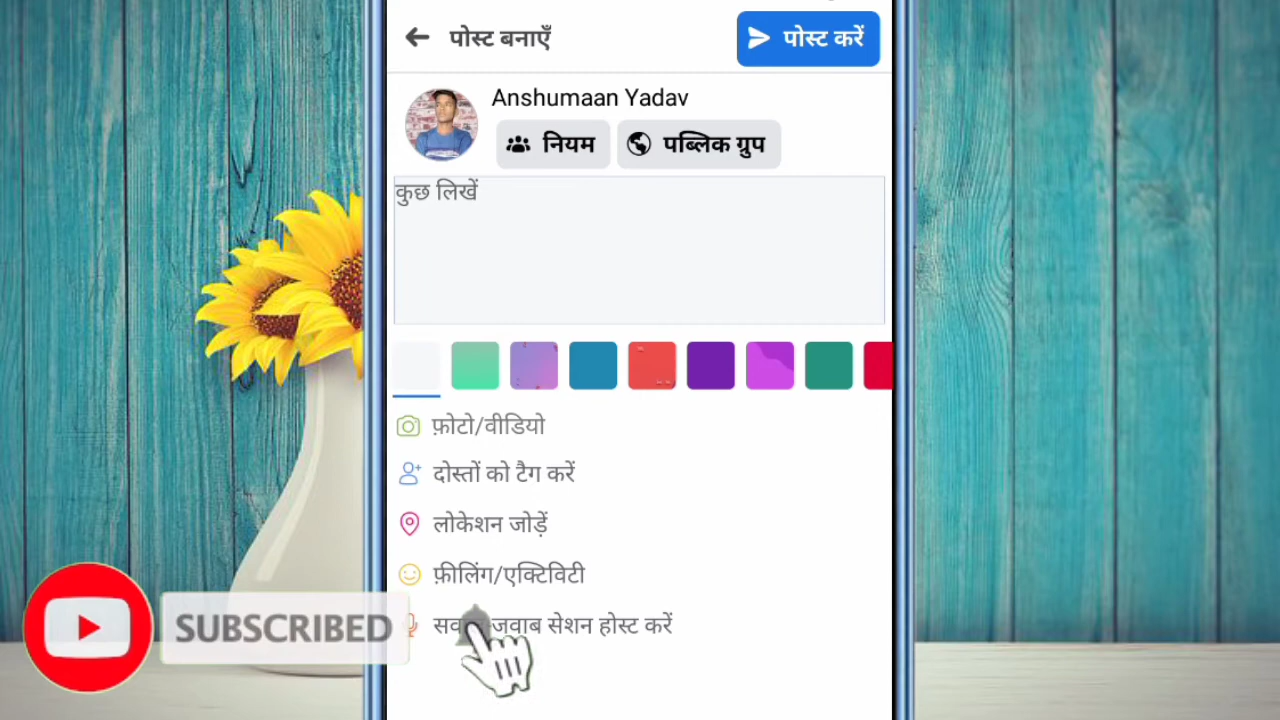 पोस्ट बनाएँ
पोस्ट करें
Anshumaan Yadav
नियम
पब्लिक ग्रुप
कुछ लिखें
फ़ोटो/वीडियो
दोस्तों को टैग करें
लोकेशन जोड़ें
फ़ीलिंग/एक्टिविटी
जवाब सेशन होस्ट करें
SUBSCRIBED